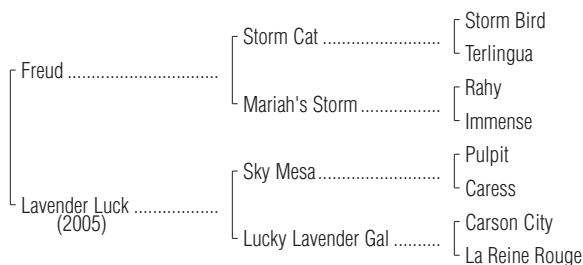 Storm Bird
Storm Cat ........................
Terlingua
Freud ................................
Rahy
Mariah's Storm ................
Immense
Pulpit
Sky Mesa.........................
Caress
Lavender Luck ..................
(2005)
Carson City
Lucky Lavender Gal ..........
La Reine Rouge